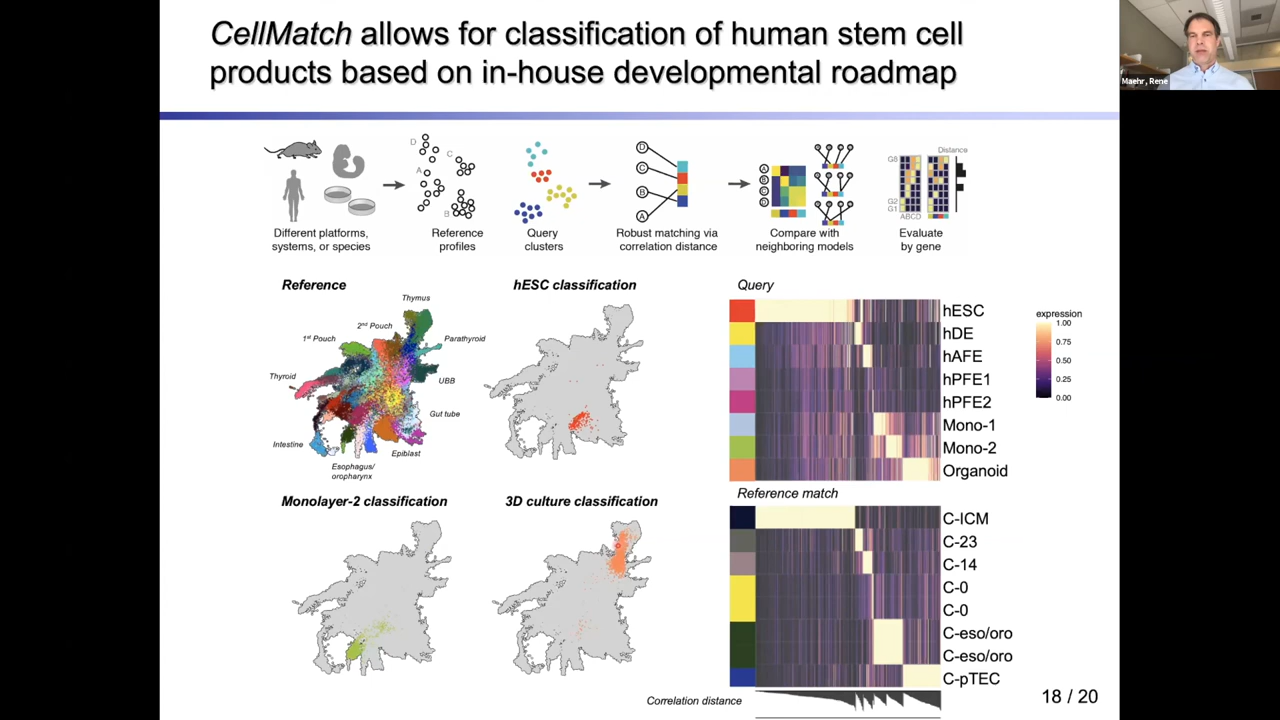 CellMatch allows for classification of human stem cell
products based on in-house developmental roadmap
Maehr, Rene
D
C
A
B
D
C
B
A
A
B
C
D
Distance
G8
G2
G1
ABCD
Different platforms,
systems, or species
Reference
profiles
Query
clusters
Robust matching via
correlation distance
Compare with
neighboring models
Evaluate
by gene
Reference
Thymus
2nd Pouch
1st Pouch
Parathyroid
Thyroid
UBB
Gut tube
Intestine
Epiblast
Esophagus/
oropharynx
hESC classification
Monolayer-2 classification
3D culture classification
Query
hESC
hDE
hAFE
hPFE1
hPFE2
Mono-1
Mono-2
Organoid
expression
1.00
0.75
0.50
0.25
0.00
Reference match
C-ICM
C-23
C-14
C-0
C-0
C-eso/oro
C-eso/oro
C-pTEC
Correlation distance
18 / 20